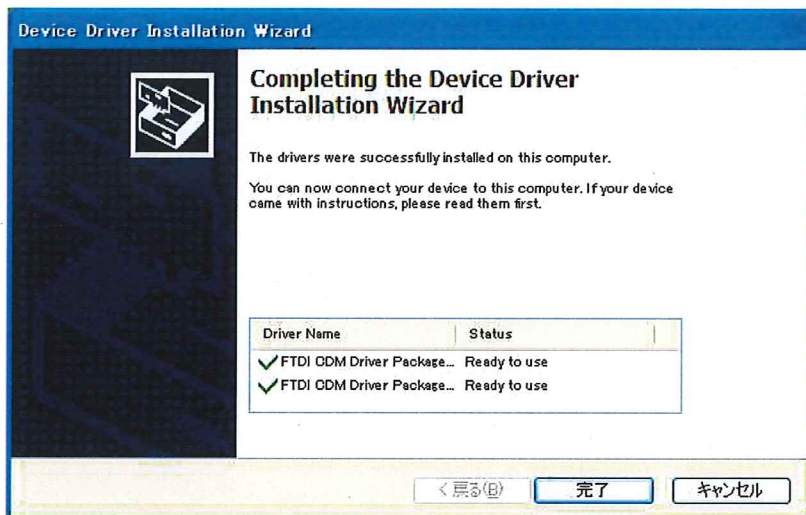 Device Driver Installation Wizard
Completing the Device Driver
Installation Wizard
The drivers were successfully installed on this computer.
You can now connect your device to this computer. If your device
came with instructions, please read them first.
Driver Name Status
FTDI CDM Driver Package... Ready to use
FTDI CDM Driver Package... Ready to use
< 戻る(B) 完了 キャンセル